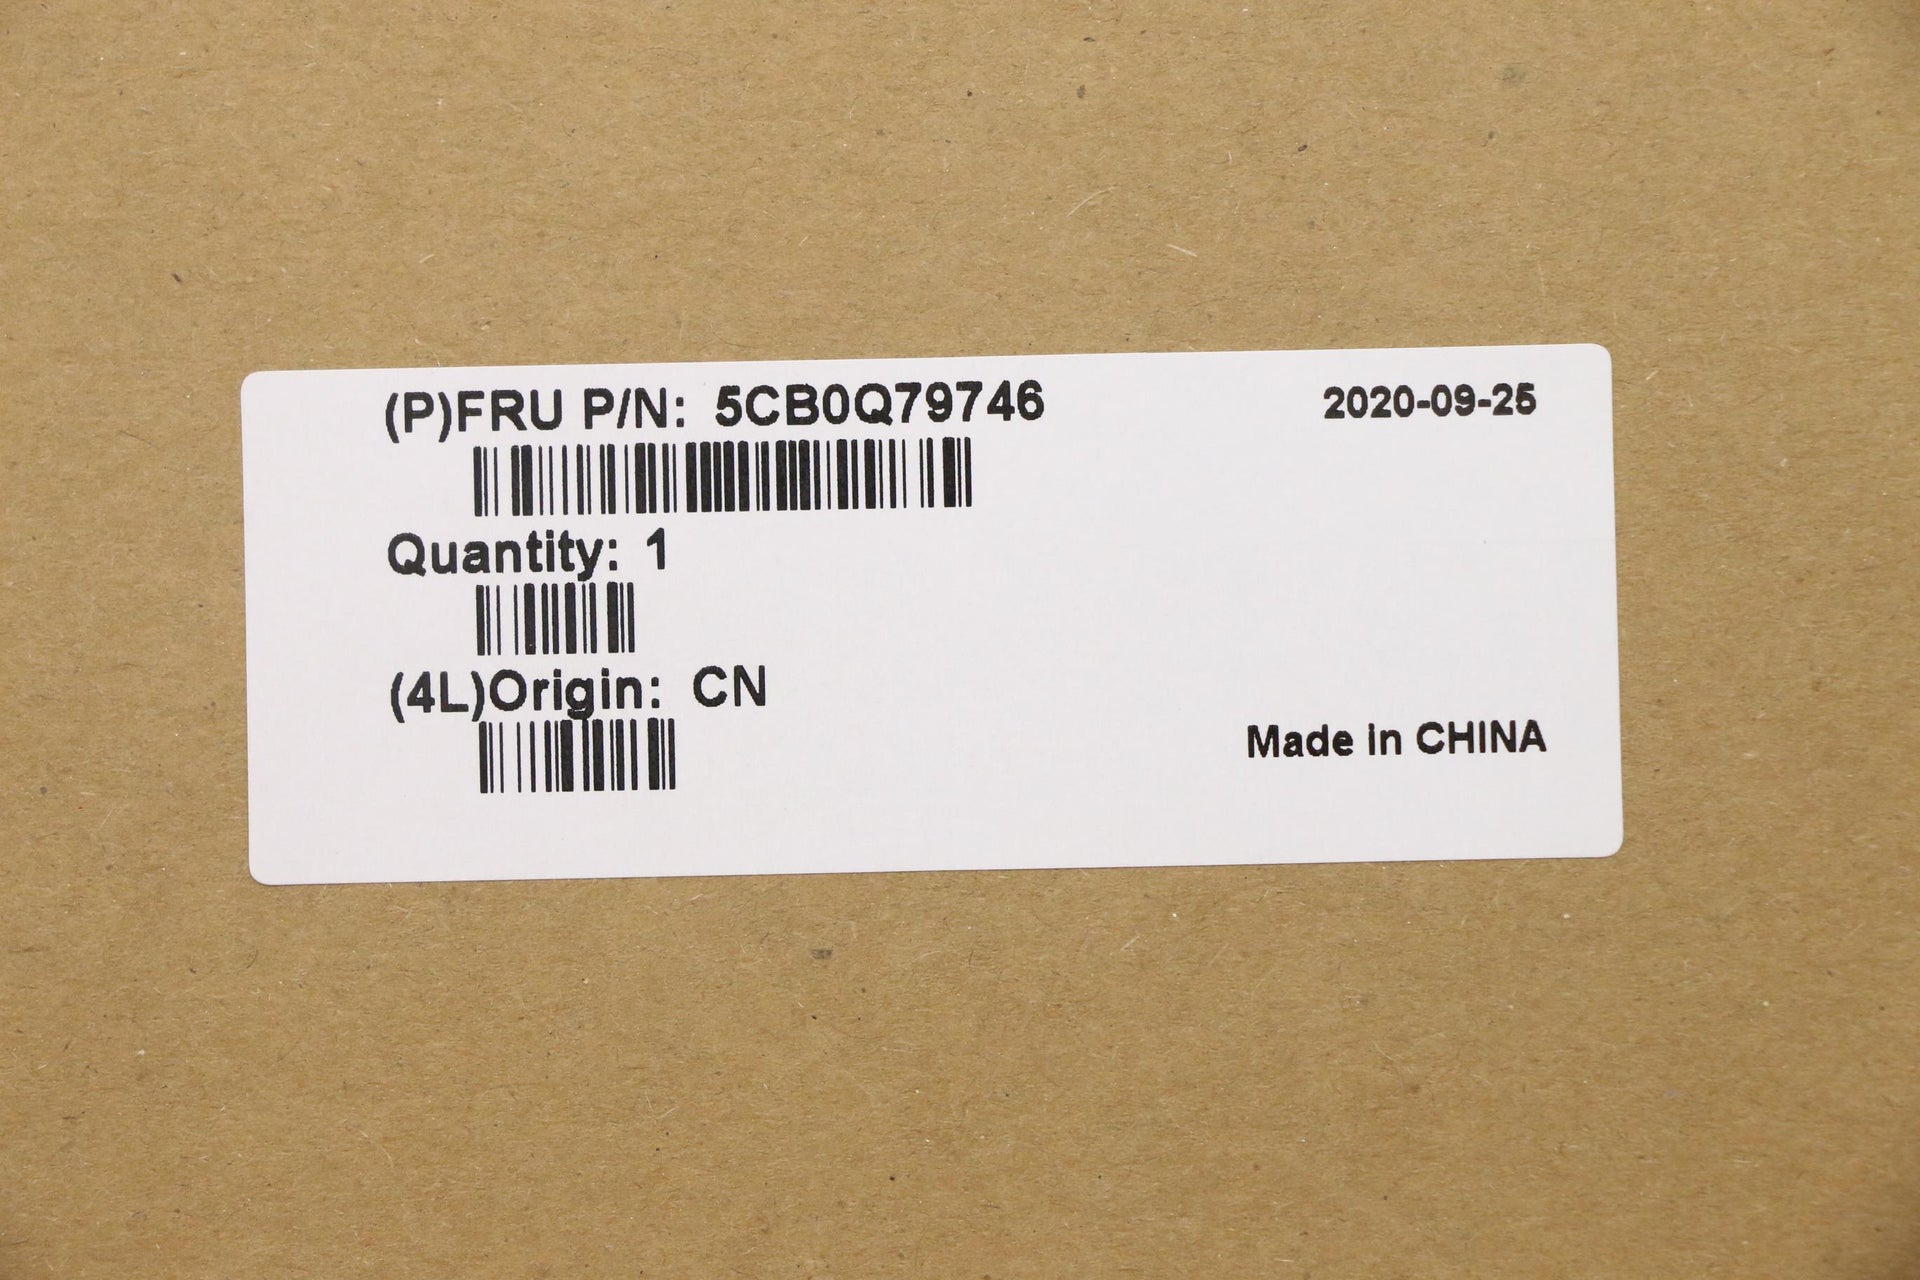 (P)FRU P/N: 5CB0Q79746
2020-09-25
Quantity: 1
(4L)Origin: CN
Made in CHINA